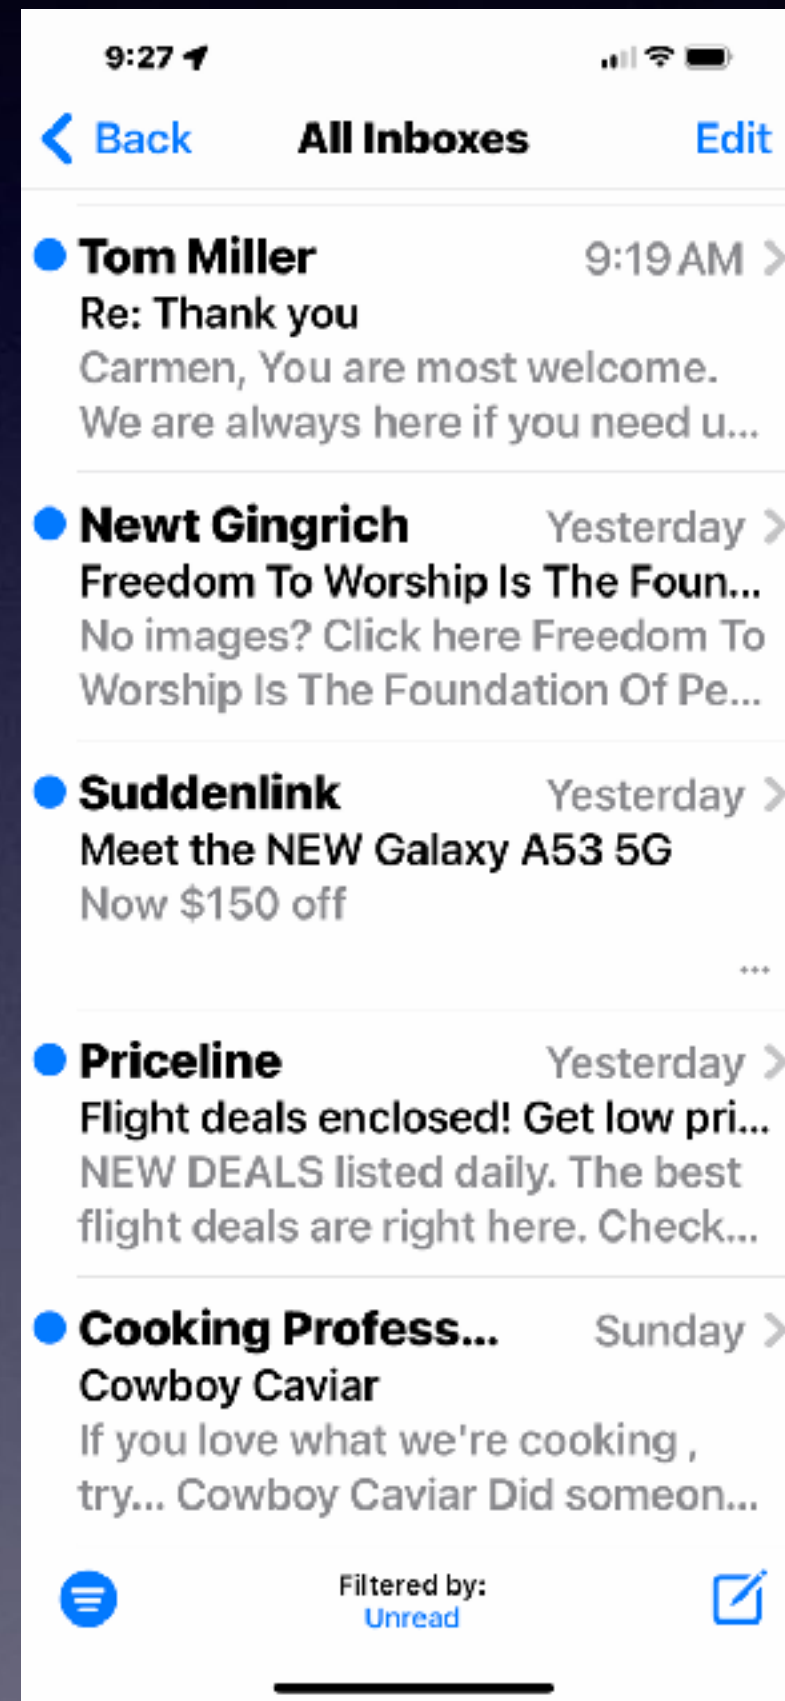 9:27
Back All Inboxes Edit
Tom Miller 9:19 AM
Re: Thank you
Carmen, You are most welcome.
We are always here if you need u...
Newt Gingrich Yesterday
Freedom To Worship Is The Foun...
No images? Click here Freedom To
Worship Is The Foundation Of Pe...
Suddenlink Yesterday
Meet the NEW Galaxy A53 5G
Now $150 off
...
Priceline Yesterday
Flight deals enclosed! Get low pri...
NEW DEALS listed daily. The best
flight deals are right here. Check...
Cooking Profess... Sunday
Cowboy Caviar
If you love what we're cooking ,
try... Cowboy Caviar Did someon...
Filtered by:
Unread